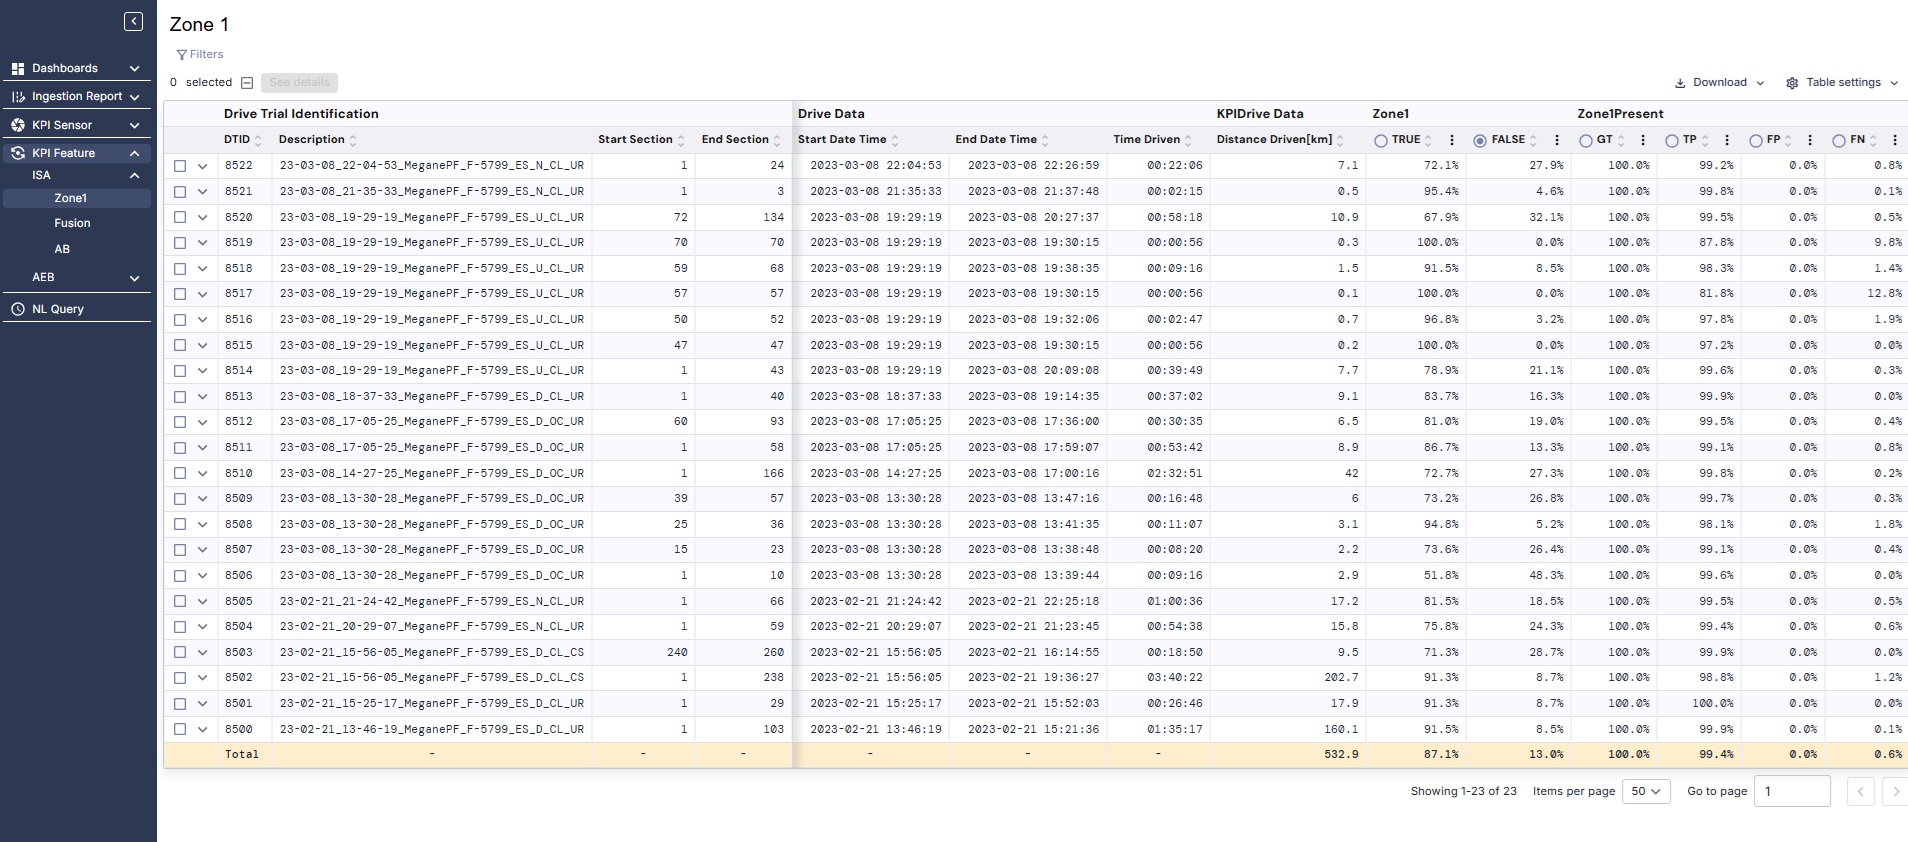 Zone 1
Filters
0 selected See details
Download Table settings
Dashboards
Ingestion Report
KPI Sensor
KPI Feature
ISA
Zone1
Fusion
AB
AEB
NL Query
Drive Trial Identification Drive Data KPIDrive Data Zone1 Zone1Present
DTID Description Start Section End Section Start Date Time End Date Time Time Driven Distance Driven[km] TRUE FALSE GT TP FP FN
8522 23-03-08_22-04-53_MeganePF_F-5799_ES_N_CL_UR 1 24 2023-03-08 22:04:53 2023-03-08 22:26:59 00:22:06 7.1 72.1% 27.9% 100.0% 99.2% 0.0% 0.8%
8521 23-03-08_21-35-33_MeganePF_F-5799_ES_N_CL_UR 1 3 2023-03-08 21:35:33 2023-03-08 21:37:48 00:02:15 0.5 95.4% 4.6% 100.0% 99.8% 0.0% 0.1%
8520 23-03-08_19-29-19_MeganePF_F-5799_ES_U_CL_UR 72 134 2023-03-08 19:29:19 2023-03-08 20:27:37 00:58:18 10.9 67.9% 32.1% 100.0% 99.5% 0.0% 0.5%
8519 23-03-08_19-29-19_MeganePF_F-5799_ES_U_CL_UR 70 70 2023-03-08 19:29:19 2023-03-08 19:30:15 00:00:56 0.3 100.0% 0.0% 100.0% 87.8% 0.0% 9.8%
8518 23-03-08_19-29-19_MeganePF_F-5799_ES_U_CL_UR 59 68 2023-03-08 19:29:19 2023-03-08 19:38:35 00:09:16 1.5 91.5% 8.5% 100.0% 98.3% 0.0% 1.4%
8517 23-03-08_19-29-19_MeganePF_F-5799_ES_U_CL_UR 57 57 2023-03-08 19:29:19 2023-03-08 19:30:15 00:00:56 0.1 100.0% 0.0% 100.0% 81.8% 0.0% 12.8%
8516 23-03-08_19-29-19_MeganePF_F-5799_ES_U_CL_UR 50 52 2023-03-08 19:29:19 2023-03-08 19:32:06 00:02:47 0.7 96.8% 3.2% 100.0% 97.8% 0.0% 1.9%
8515 23-03-08_19-29-19_MeganePF_F-5799_ES_U_CL_UR 47 47 2023-03-08 19:29:19 2023-03-08 19:30:15 00:00:56 0.2 100.0% 0.0% 100.0% 97.2% 0.0% 0.0%
8514 23-03-08_19-29-19_MeganePF_F-5799_ES_U_CL_UR 1 43 2023-03-08 19:29:19 2023-03-08 20:09:08 00:39:49 7.7 78.9% 21.1% 100.0% 99.6% 0.0% 0.3%
8513 23-03-08_18-37-33_MeganePF_F-5799_ES_D_CL_UR 1 40 2023-03-08 18:37:33 2023-03-08 19:14:35 00:37:02 9.1 83.7% 16.3% 100.0% 99.9% 0.0% 0.0%
8512 23-03-08_17-05-25_MeganePF_F-5799_ES_D_OC_UR 60 93 2023-03-08 17:05:25 2023-03-08 17:36:00 00:30:35 6.5 81.0% 19.0% 100.0% 99.5% 0.0% 0.4%
8511 23-03-08_17-05-25_MeganePF_F-5799_ES_D_OC_UR 1 58 2023-03-08 17:05:25 2023-03-08 17:59:07 00:53:42 8.9 86.7% 13.3% 100.0% 99.1% 0.0% 0.8%
8510 23-03-08_14-27-25_MeganePF_F-5799_ES_D_OC_UR 1 166 2023-03-08 14:27:25 2023-03-08 17:00:16 02:32:51 42 72.7% 27.3% 100.0% 99.8% 0.0% 0.2%
8509 23-03-08_13-30-28_MeganePF_F-5799_ES_D_OC_UR 39 57 2023-03-08 13:30:28 2023-03-08 13:47:16 00:16:48 6 73.2% 26.8% 100.0% 99.7% 0.0% 0.3%
8508 23-03-08_13-30-28_MeganePF_F-5799_ES_D_OC_UR 25 36 2023-03-08 13:30:28 2023-03-08 13:41:35 00:11:07 3.1 94.8% 5.2% 100.0% 98.1% 0.0% 1.8%
8507 23-03-08_13-30-28_MeganePF_F-5799_ES_D_OC_UR 15 23 2023-03-08 13:30:28 2023-03-08 13:38:48 00:08:20 2.2 73.6% 26.4% 100.0% 99.1% 0.0% 0.4%
8506 23-03-08_13-30-28_MeganePF_F-5799_ES_D_OC_UR 1 10 2023-03-08 13:30:28 2023-03-08 13:39:44 00:09:16 2.9 51.8% 48.3% 100.0% 99.6% 0.0% 0.0%
8505 23-02-21_21-24-42_MeganePF_F-5799_ES_N_CL_UR 1 66 2023-02-21 21:24:42 2023-02-21 22:25:18 01:00:36 17.2 81.5% 18.5% 100.0% 99.5% 0.0% 0.5%
8504 23-02-21_20-29-07_MeganePF_F-5799_ES_N_CL_UR 1 59 2023-02-21 20:29:07 2023-02-21 21:23:45 00:54:38 15.8 75.8% 24.3% 100.0% 99.4% 0.0% 0.6%
8503 23-02-21_15-56-05_MeganePF_F-5799_ES_D_CL_CS 240 260 2023-02-21 15:56:05 2023-02-21 16:14:55 00:18:50 9.5 71.3% 28.7% 100.0% 99.9% 0.0% 0.0%
8502 23-02-21_15-56-05_MeganePF_F-5799_ES_D_CL_CS 1 238 2023-02-21 15:56:05 2023-02-21 19:36:27 03:40:22 202.7 91.3% 8.7% 100.0% 98.8% 0.0% 1.2%
8501 23-02-21_15-25-17_MeganePF_F-5799_ES_D_CL_UR 1 29 2023-02-21 15:25:17 2023-02-21 15:52:03 00:26:46 17.9 91.3% 8.7% 100.0% 100.0% 0.0% 0.0%
8500 23-02-21_13-46-19_MeganePF_F-5799_ES_D_CL_UR 1 103 2023-02-21 13:46:19 2023-02-21 15:21:36 01:35:17 160.1 91.5% 8.5% 100.0% 99.9% 0.0% 0.1%
Total - - - - - - 532.9 87.1% 13.0% 100.0% 99.4% 0.0% 0.6%
Showing 1-23 of 23 Items per page 50 Go to page 1